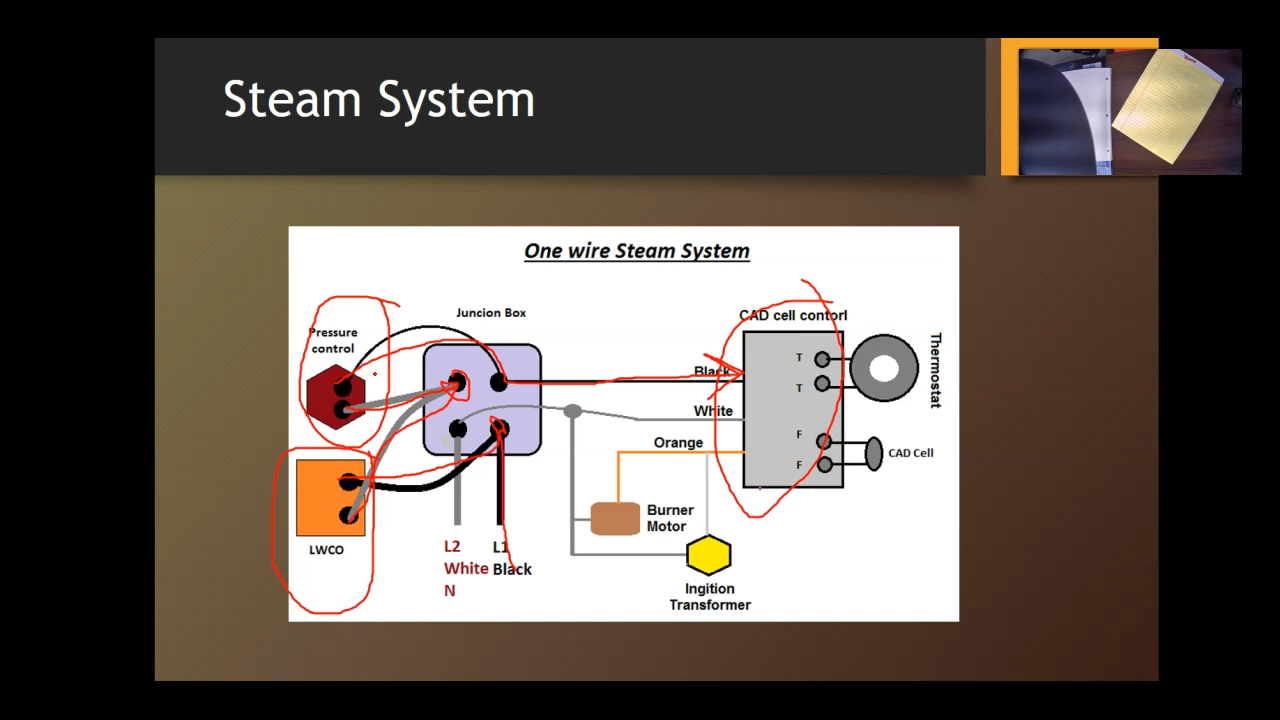 Steam System
One wire Steam System
Juncion Box
Pressure
control
CAD cell contorl
Black
White
Orange
T
T
F
F
Thermostat
CAD Cell
LWCO
L2
White
N
L1
Black
Burner
Motor
Ingition
Transformer